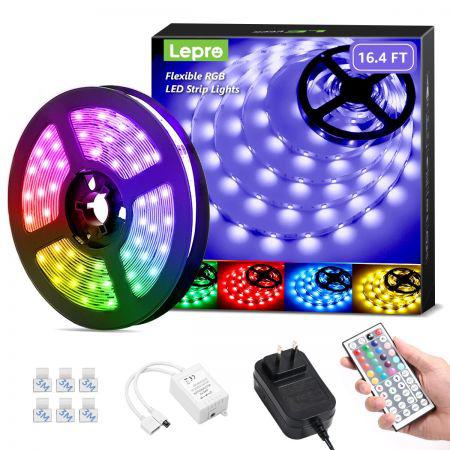 Lepro
Flexible RGB
LED Strip Lights
16.4 FT
3M 3M 3M
3M 3M 3M